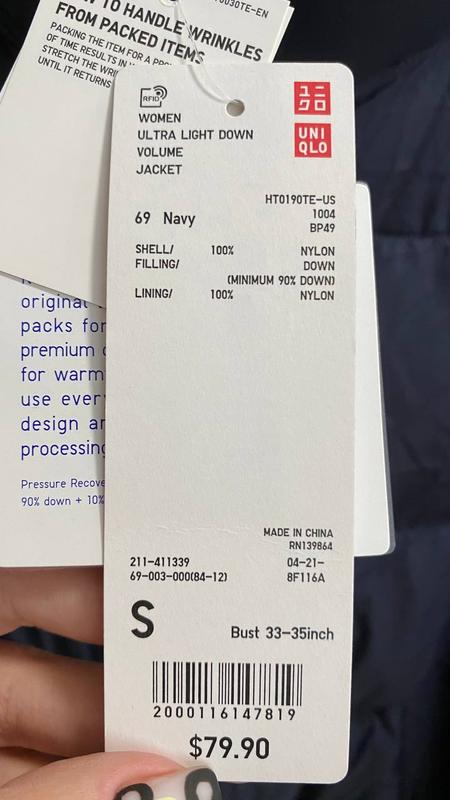 0030TE-EN
TO HANDLE WRINKLES
FROM PACKED ITEMS
PACKING THE ITEM FOR A
OF TIME RESULTS IN
STRETCH THE
UNTIL IT RETURNS
RFID
WOMEN
ULTRA LIGHT DOWN
VOLUME
JACKET
ユニ
クロ
UNI
QLO
HT0190TE-US
69 Navy 1004
BP49
SHELL/ 100% NYLON
FILLING/ DOWN
(MINIMUM 90% DOWN)
LINING/ 100% NYLON
original
packs for
premium
for warm
use ever
design
processing
Pressure Recove
90% down + 10%
MADE IN CHINA
RN139864
211-411339 04-21-
69-003-000(84-12) 8F116A
S Bust 33-35inch
2000116147819
$79.90